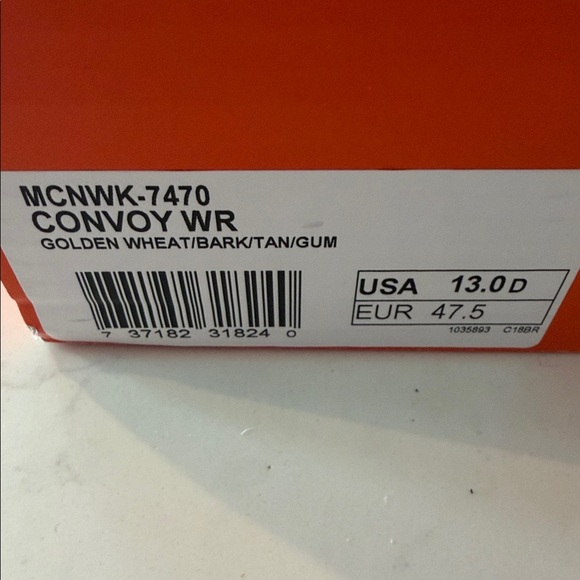 MCNWK-7470
CONVOY WR
GOLDEN WHEAT/BARK/TAN/GUM
7 37182 31824 0
USA 13.0 D
EUR 47.5
1035893 C18BR